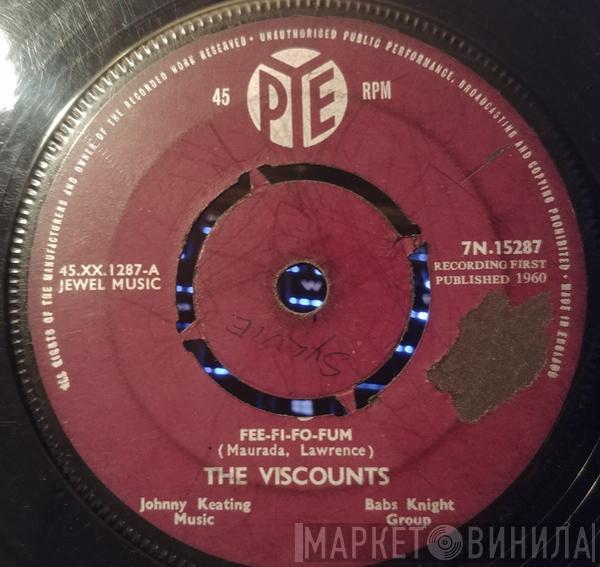 ALL RIGHTS OF THE MANUFACTURERS AND OWNER OF THE RECORDED WORK RESERVED · UNAUTHORISED PUBLIC PERFORMANCE, BROADCASTING AND COPYING PROHIBITED · MADE IN ENGLAND
45 PYE RPM
45.XX.1287-A
JEWEL MUSIC
7N.15287
RECORDING FIRST
PUBLISHED 1960
SYLVIE
FEE-FI-FO-FUM
(Maurada, Lawrence)
THE VISCOUNTS
Johnny Keating
Music
Babs Knight
Group
МАРКЕТ ВИНИЛА